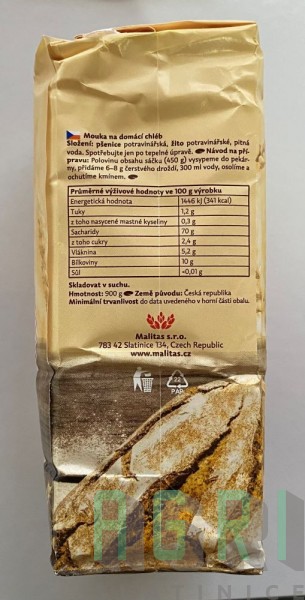 Mouka na domácí chléb
Složení: pšenice potravinářská, žito potravinářské, pitná
voda. Spotřebujte jen po tepelné úpravě. Návod na pří-
pravu: Polovinu obsahu sáčku (450 g) vysypeme do pekár-
ny, přidáme 6–8 g čerstvého droždí, 300 ml vody, osolíme a
ochutíme kmínem.
Průměrné výživové hodnoty ve 100 g výrobku
Energetická hodnota 1446 kJ (341 kcal)
Tuky 1,2 g
z toho nasycené mastné kyseliny 0,3 g
Sacharidy 70 g
z toho cukry 2,4 g
Vláknina 5,2 g
Bílkoviny 10 g
Sůl <0,01 g
Skladovat v suchu.
Hmotnost: 900 g Země původu: Česká republika
Minimální trvanlivost do data uvedeného v horní části obalu.
Malitas s.r.o.
783 42 Slatinice 134, Czech Republic
www.malitas.cz
22
PAP
AGRI
TINICE